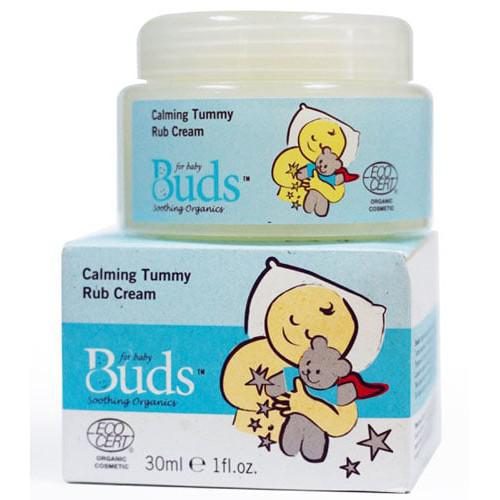 Calming Tummy
Rub Cream
for baby
Buds™
Soothing Organics
ECO
CERT
ORGANIC
COSMETIC
Calming Tummy
Rub Cream
for baby
Buds™
Soothing Organics
ECO
CERT
ORGANIC
COSMETIC
30ml ℮ 1fl.oz.